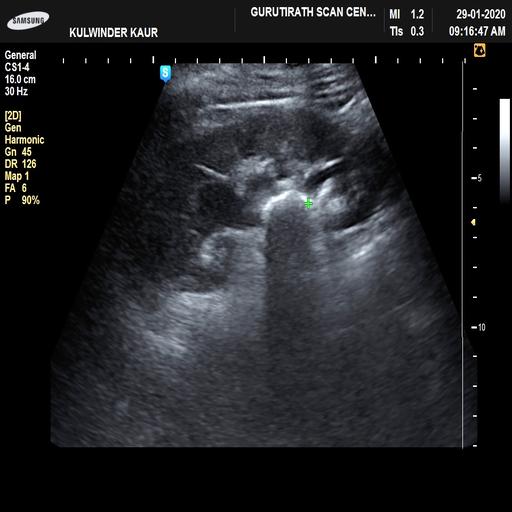 SAMSUNG
KULWINDER KAUR
GURUTIRATH SCAN CEN...
MI 1.2
TIs 0.3
29-01-2020
09:16:47 AM
General
CS1-4
16.0 cm
30 Hz
[2D]
Gen
Harmonic
Gn 45
DR 126
Map 1
FA 6
P 90%
S
5
10